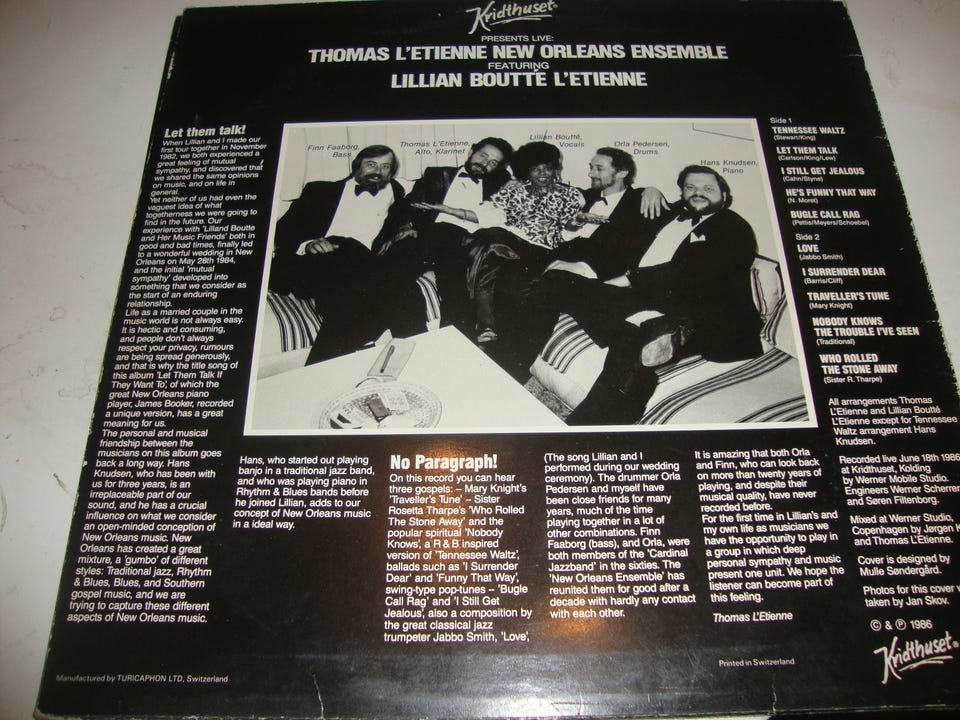 Kridthuset®
PRESENTS LIVE:
THOMAS L'ETIENNE NEW ORLEANS ENSEMBLE
FEATURING
LILLIAN BOUTTÉ L'ETIENNE
Let them talk!
When Lillian and I made our
first tour together in November
1982, we both experienced a
great feeling of mutual
sympathy, and discovered that
we shared the same opinions
on music, and on life in
general.
Yet neither of us had even the
vaguest idea of what
togetherness we were going to
find in the future. Our
experience with 'Lilland Boutte
and Her Music Friends' both in
good and bad times, finally led
to a wonderful wedding in New
Orleans on May 28th 1984,
and the initial 'mutual
sympathy' developed into
something that we consider as
the start of an enduring
relationship.
Life as a married couple in the
music world is not always easy.
It is hectic and consuming,
and people don't always
respect your privacy, rumours
are being spread generously,
and that is why the title song of
this album 'Let Them Talk If
They Want To', of which the
great New Orleans piano
player, James Booker, recorded
a unique version, has a great
meaning for us.
The personal and musical
friendship between the
musicians on this album goes
back a long way. Hans
Knudsen, who has been with
us for three years, is an
irreplaceable part of our
sound, and he has a crucial
influence on what we consider
an open-minded conception of
New Orleans music. New
Orleans has created a great
mixture, a 'gumbo' of different
styles: Traditional jazz, Rhythm
& Blues, Blues, and Southern
gospel music, and we are
trying to capture these different
aspects of New Orleans music.
Finn Faaborg,
Bass
Thomas L'Etienne,
Alto, Klarinet
Lillian Boutté,
Vocals
Orla Pedersen,
Drums
Hans Knudsen,
Piano
Hans, who started out playing
banjo in a traditional jazz band,
and who was playing piano in
Rhythm & Blues bands before
he joined Lillian, adds to our
concept of New Orleans music
in a ideal way.
No Paragraph!
On this record you can hear
three gospels: – Mary Knight's
'Traveller's Tune' – Sister
Rosetta Tharpe's 'Who Rolled
The Stone Away' and the
popular spiritual 'Nobody
Knows', a R & B inspired
version of 'Tennessee Waltz',
ballads such as 'I Surrender
Dear' and 'Funny That Way',
swing-type pop-tunes – 'Bugle
Call Rag' and 'I Still Get
Jealous', also a composition by
the great classical jazz
trumpeter Jabbo Smith, 'Love',
(The song Lillian and I
performed during our wedding
ceremony). The drummer Orla
Pedersen and myself have
been close friends for many
years, much of the time
playing together in a lot of
other combinations. Finn
Faaborg (bass), and Orla, were
both members of the 'Cardinal
Jazzband' in the sixties. The
'New Orleans Ensemble' has
reunited them for good after a
decade with hardly any contact
with each other.
It is amazing that both Orla
and Finn, who can look back
on more than twenty years of
playing, and despite their
musical quality, have never
recorded before.
For the first time in Lillian's and
my own life as musicians we
have the opportunity to play in
a group in which deep
personal sympathy and music
present one unit. We hope the
listener can become part of
this feeling.
Thomas L'Etienne
Side 1
TENNESSEE WALTZ
(Stewart/King)
LET THEM TALK
(Carlson/King/Lew)
I STILL GET JEALOUS
(Cahn/Styne)
HE'S FUNNY THAT WAY
(N. Moret)
BUGLE CALL RAG
(Pettis/Meyers/Schoebel)
Side 2
LOVE
(Jabbo Smith)
I SURRENDER DEAR
(Barris/Cliff)
TRAVELLER'S TUNE
(Mary Knight)
NOBODY KNOWS
THE TROUBLE I'VE SEEN
(Traditional)
WHO ROLLED
THE STONE AWAY
(Sister R. Tharpe)
All arrangements Thomas
L'Etienne and Lillian Boutté
L'Etienne except for Tennessee
Waltz arrangement Hans
Knudsen.
Recorded live June 18th 1986
at Kridthuset, Kolding
by Werner Mobile Studio.
Engineers Werner Scherrer
and Søren Filtenborg.
Mixed at Werner Studio,
Copenhagen by Jørgen K
and Thomas L'Etienne.
Cover is designed by
Mulle Søndergård.
Photos for this cover w
taken by Jan Skov.
© & ℗ 1986
Kridthuset®
Printed in Switzerland
Manufactured by TURICAPHON LTD, Switzerland